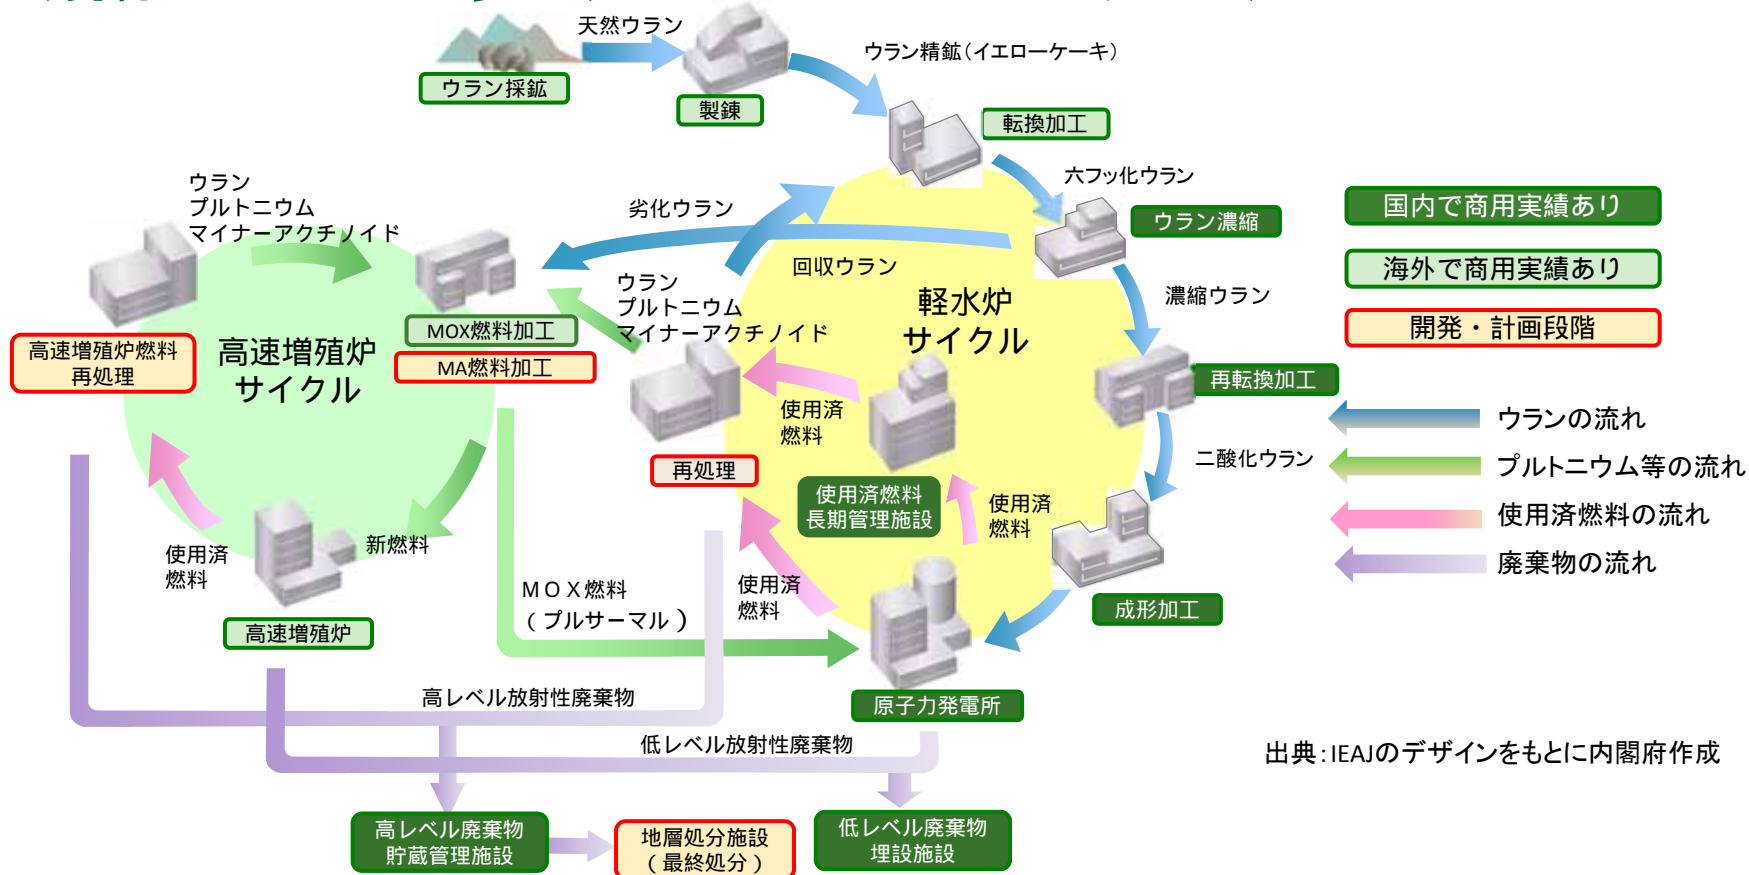 天然ウラン
ウラン採鉱
製錬
ウラン精鉱（イエローケーキ）
転換加工
六フッ化ウラン
ウラン濃縮
国内で商用実績あり
海外で商用実績あり
開発・計画段階
ウラン
プルトニウム
マイナーアクチノイド
劣化ウラン
回収ウラン
ウラン
プルトニウム
マイナーアクチノイド
濃縮ウラン
軽水炉
サイクル
MOX燃料加工
MA燃料加工
高速増殖炉燃料
再処理
高速増殖炉
サイクル
再転換加工
使用済
燃料
ウランの流れ
プルトニウム等の流れ
使用済燃料の流れ
廃棄物の流れ
二酸化ウラン
再処理
使用済燃料
長期管理施設
使用済
燃料
使用済
燃料
新燃料
ＭＯＸ燃料
（プルサーマル）
使用済
燃料
成形加工
高速増殖炉
高レベル放射性廃棄物
原子力発電所
低レベル放射性廃棄物
出典：IEAJのデザインをもとに内閣府作成
高レベル廃棄物
貯蔵管理施設
地層処分施設
（最終処分）
低レベル廃棄物
埋設施設